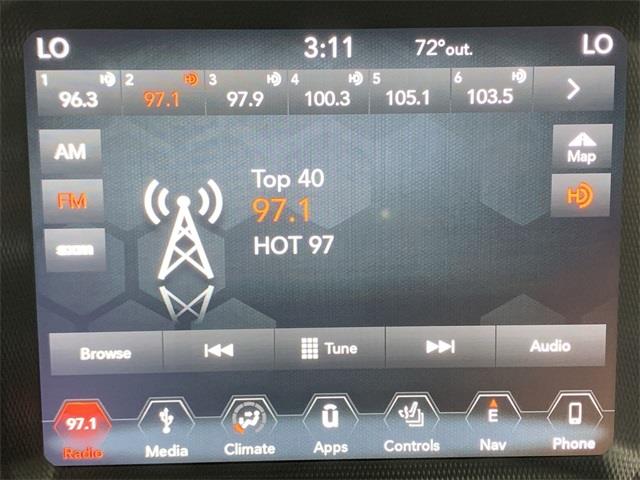 LO 3:11 72°out. LO
1 2 3 4 5 6
96.3 97.1 97.9 100.3 105.1 103.5
AM
Map
Top 40
FM 97.1
HOT 97
Browse Tune Audio
97.1 E
Radio Media Climate Apps Controls Nav Phone